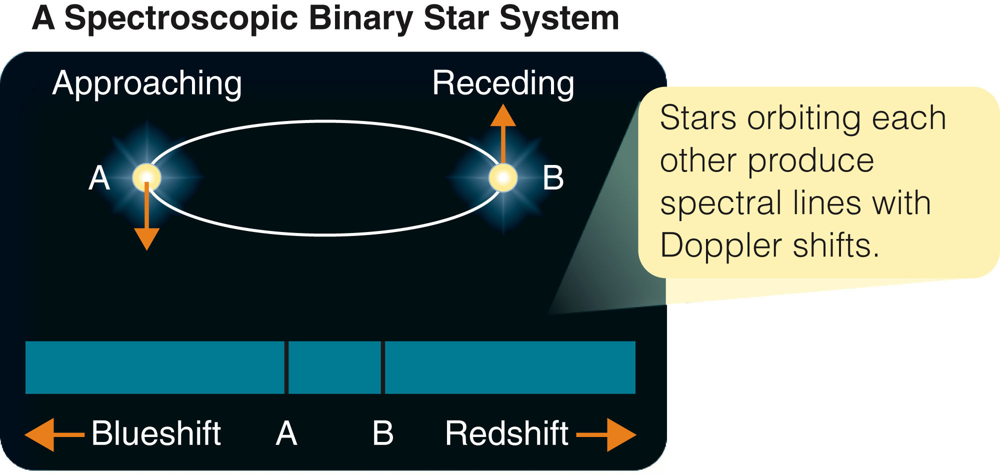 A Spectroscopic Binary Star System
Approaching
Receding
A
B
Stars orbiting each
other produce
spectral lines with
Doppler shifts.
Blueshift
A
B
Redshift